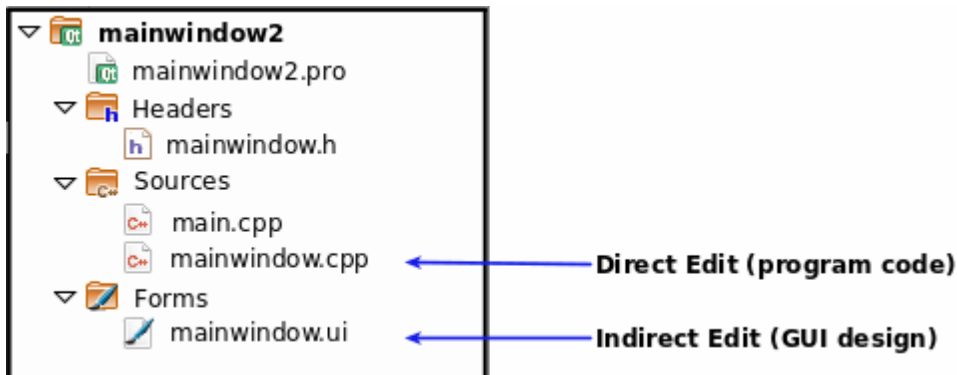 mainwindow2
mainwindow2.pro
Headers
mainwindow.h
Sources
main.cpp
mainwindow.cpp
Direct Edit (program code)
Forms
mainwindow.ui
Indirect Edit (GUI design)